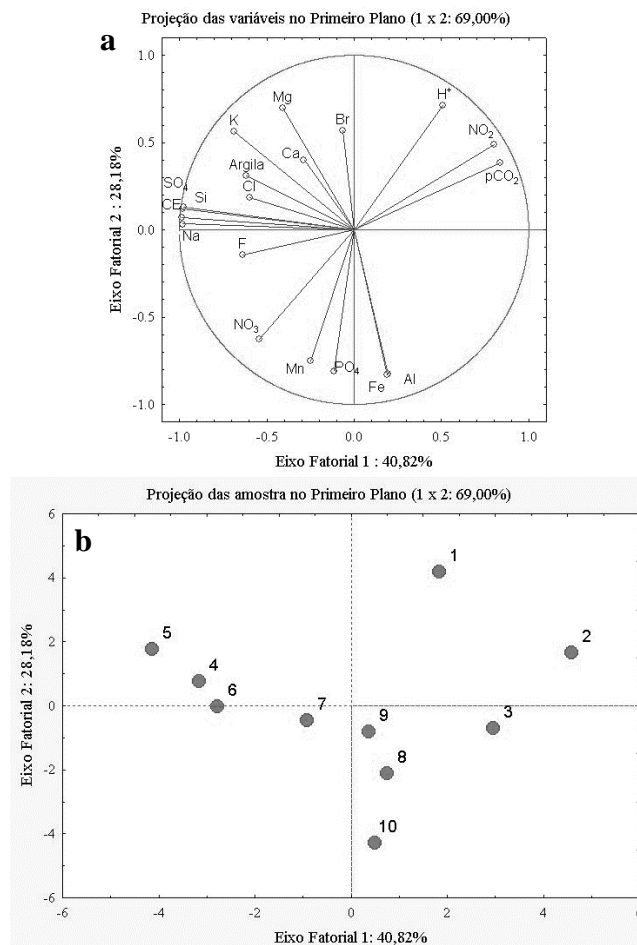 Projeção das variáveis no Primeiro Plano (1 x 2: 69,00%)
a
1.0
Mg
H⁺
K
Br
NO₂
0.5
Ca
pCO₂
Argila
SO₄
Si
Cl
CE
0.0
Na
F
Eixo Fatorial 2 : 28,18%
-0.5
NO₃
Mn
PO₄
Fe
Al
-1.0
-1.0 -0.5 0.0 0.5 1.0
Eixo Fatorial 1 : 40,82%
Projeção das amostra no Primeiro Plano (1 x 2: 69,00%)
b
6
1
4
5
2
2
4
6
7
9
3
0
8
-2
10
-4
-6
Eixo Fatorial 2: 28,18%
-6 -4 -2 0 2 4 6
Eixo Fatorial 1: 40,82%